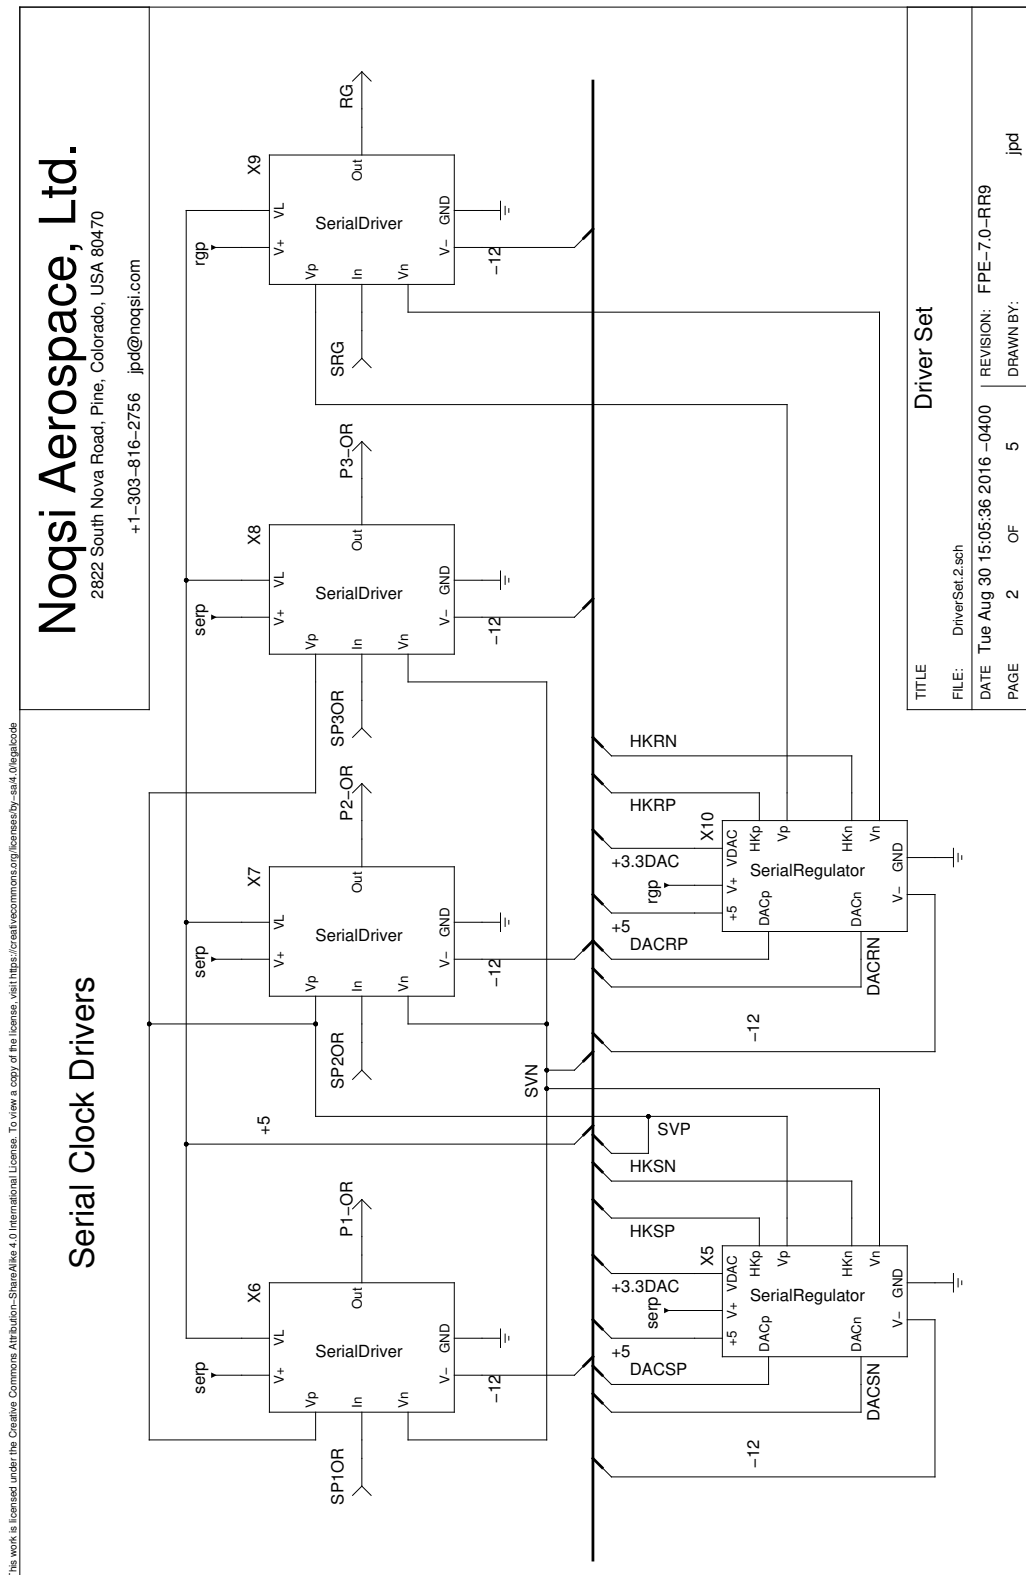 This work is licensed under the Creative Commons Attribution−ShareAlike 4.0 International License. To view a copy of the license, visit https://creativecommons.org/licenses/by−sa/4.0/legalcode
Noqsi Aerospace, Ltd.
2822 South Nova Road, Pine, Colorado, USA 80470
+1−303−816−2756 jpd@noqsi.com
Serial Clock Drivers
X6
serp
V+
VL
Vp
In
Vn
SerialDriver
Out
V−
GND
SP1OR
P1−OR
−12
+5
X7
serp
V+
VL
Vp
In
Vn
SerialDriver
Out
V−
GND
SP2OR
P2−OR
−12
X8
serp
V+
VL
Vp
In
Vn
SerialDriver
Out
V−
GND
SP3OR
P3−OR
−12
X9
rgp
V+
VL
Vp
In
Vn
SerialDriver
Out
V−
GND
SRG
RG
−12
SVN
SVP
−12
DACSN
DACSP
+5
serp
+3.3DAC
HKSP
HKSN
X5
+5
V+
VDAC
DACp
DACn
SerialRegulator
HKp
Vp
HKn
Vn
V−
GND
−12
DACRN
DACRP
+5
rgp
+3.3DAC
HKRP
HKRN
X10
+5
V+
VDAC
DACp
DACn
SerialRegulator
HKp
Vp
HKn
Vn
V−
GND
TITLE
Driver Set
FILE: DriverSet.2.sch
DATE Tue Aug 30 15:05:36 2016 −0400
REVISION: FPE−7.0−RR9
PAGE 2 OF 5
DRAWN BY: jpd